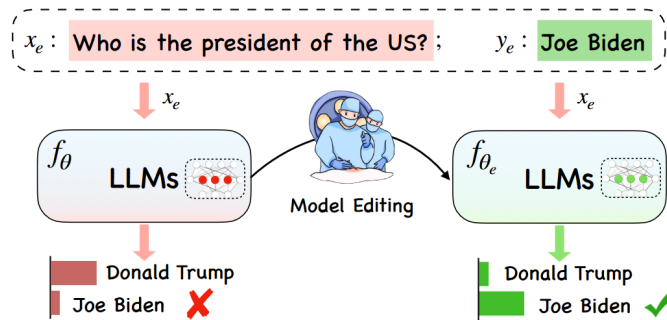 x_e : Who is the president of the US? ; y_e : Joe Biden
x_e x_e
f_θ LLMs
f_θ_e LLMs
Model Editing
Donald Trump
Joe Biden
Donald Trump
Joe Biden